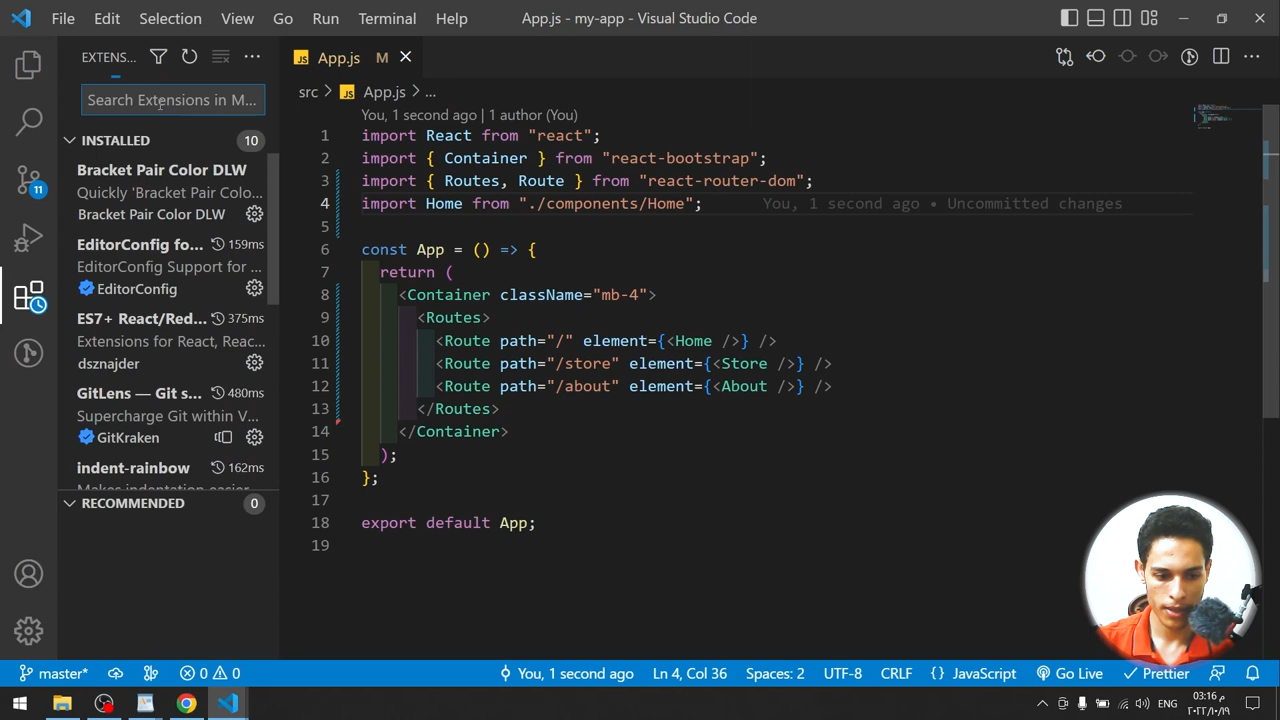 File Edit Selection View Go Run Terminal Help App.js - my-app - Visual Studio Code
EXTENS...
Search Extensions in M...
INSTALLED 10
Bracket Pair Color DLW
Quickly 'Bracket Pair Colo...
Bracket Pair Color DLW
EditorConfig fo... 159ms
EditorConfig Support for ...
EditorConfig
ES7+ React/Red... 375ms
Extensions for React, Reac...
dsznajder
GitLens — Git s... 480ms
Supercharge Git within V...
GitKraken
indent-rainbow 162ms
Makes indentation easier
RECOMMENDED 0
11
JS App.js M
src > JS App.js > ...
You, 1 second ago | 1 author (You)
1 import React from "react";
2 import { Container } from "react-bootstrap";
3 import { Routes, Route } from "react-router-dom";
4 import Home from "./components/Home"; You, 1 second ago • Uncommitted changes
5
6 const App = () => {
7 return (
8 <Container className="mb-4">
9 <Routes>
10 <Route path="/" element={<Home />} />
11 <Route path="/store" element={<Store />} />
12 <Route path="/about" element={<About />} />
13 </Routes>
14 </Container>
15 );
16 };
17
18 export default App;
19
master* 0 0 You, 1 second ago Ln 4, Col 36 Spaces: 2 UTF-8 CRLF {} JavaScript Go Live Prettier
ENG ٠٣:١٦ م